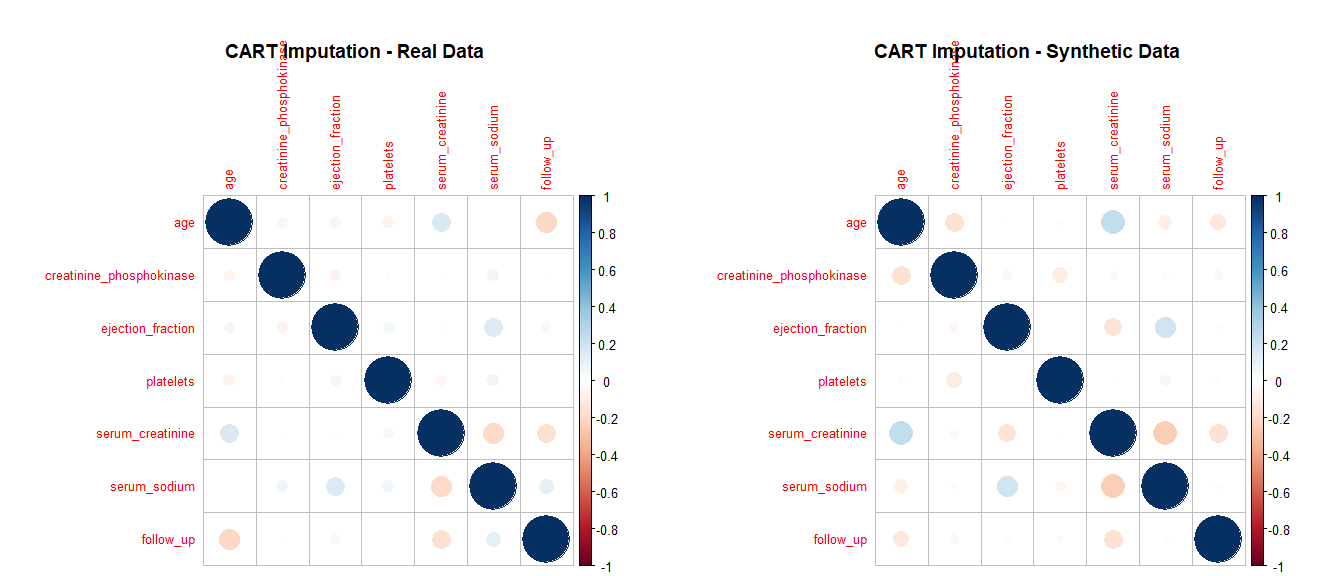 CART Imputation - Real Data
age
creatinine_phosphokinase
ejection_fraction
platelets
serum_creatinine
serum_sodium
follow_up
age
creatinine_phosphokinase
ejection_fraction
platelets
serum_creatinine
serum_sodium
follow_up
1
0.8
0.6
0.4
0.2
0
-0.2
-0.4
-0.6
-0.8
-1
CART Imputation - Synthetic Data
age
creatinine_phosphokinase
ejection_fraction
platelets
serum_creatinine
serum_sodium
follow_up
age
creatinine_phosphokinase
ejection_fraction
platelets
serum_creatinine
serum_sodium
follow_up
1
0.8
0.6
0.4
0.2
0
-0.2
-0.4
-0.6
-0.8
-1